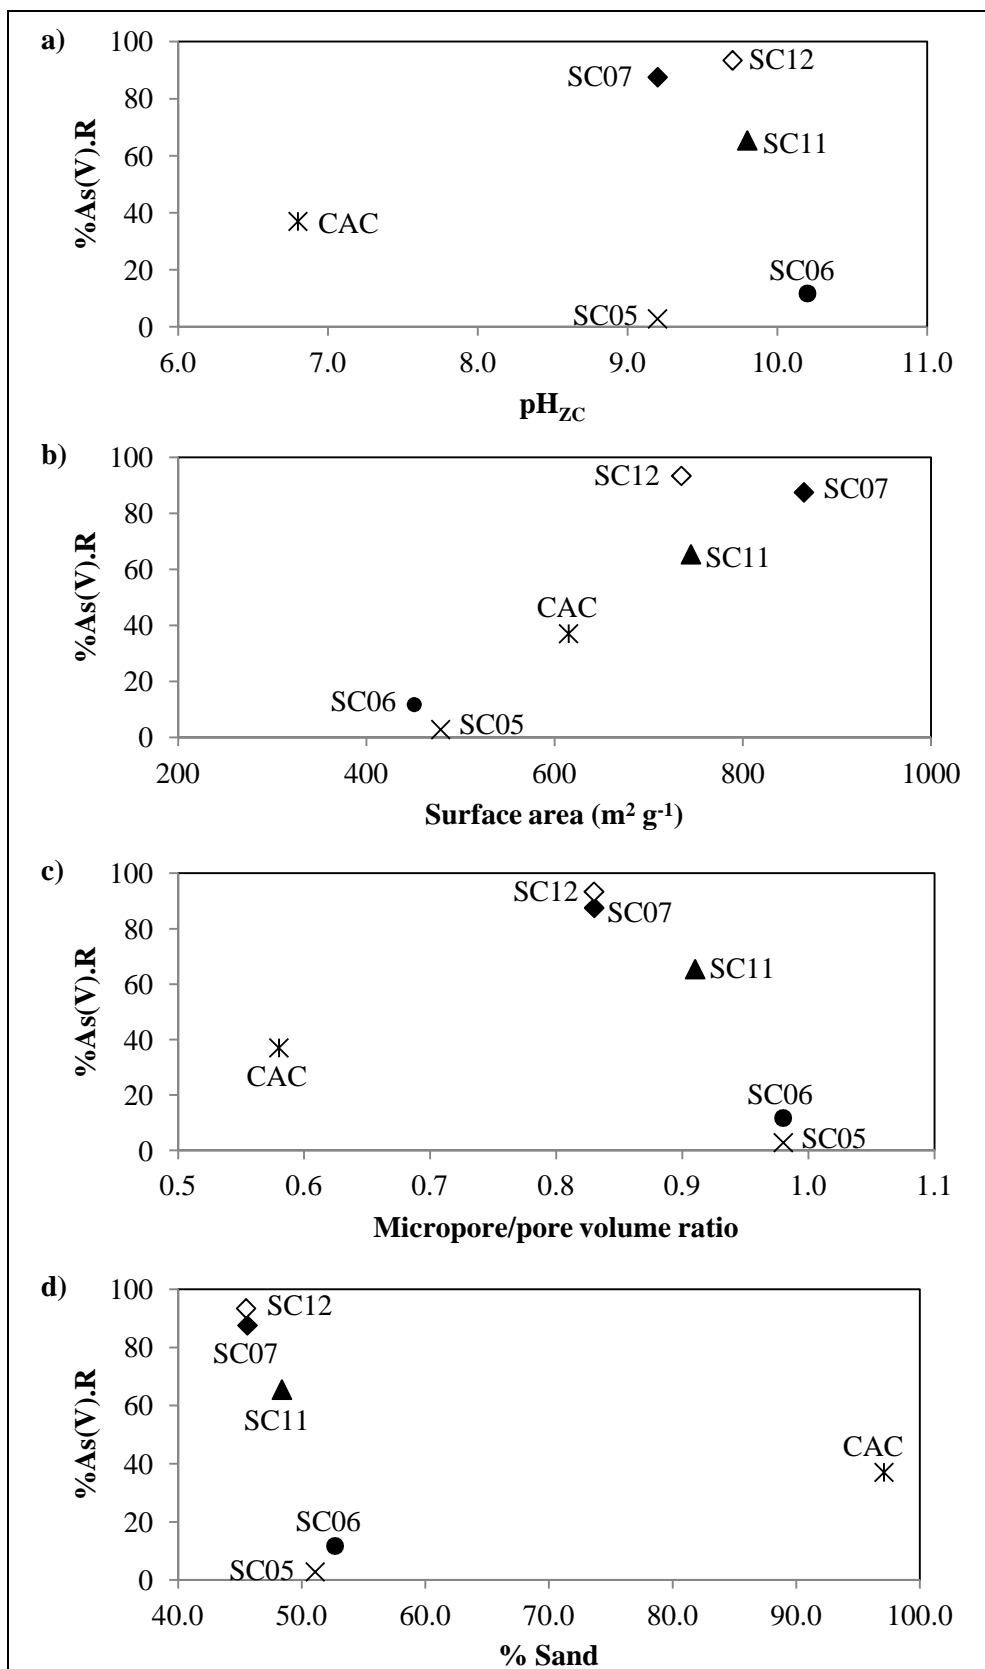 a)
100
80
60
40
20
0
%As(V).R
SC07
SC12
SC11
CAC
SC06
SC05
6.0 7.0 8.0 9.0 10.0 11.0
pHZC
b)
100
80
60
40
20
0
%As(V).R
SC12
SC07
SC11
CAC
SC06
SC05
200 400 600 800 1000
Surface area (m² g⁻¹)
c)
100
80
60
40
20
0
%As(V).R
SC12
SC07
SC11
CAC
SC06
SC05
0.5 0.6 0.7 0.8 0.9 1.0 1.1
Micropore/pore volume ratio
d)
100
80
60
40
20
0
%As(V).R
SC12
SC07
SC11
CAC
SC06
SC05
40.0 50.0 60.0 70.0 80.0 90.0 100.0
% Sand